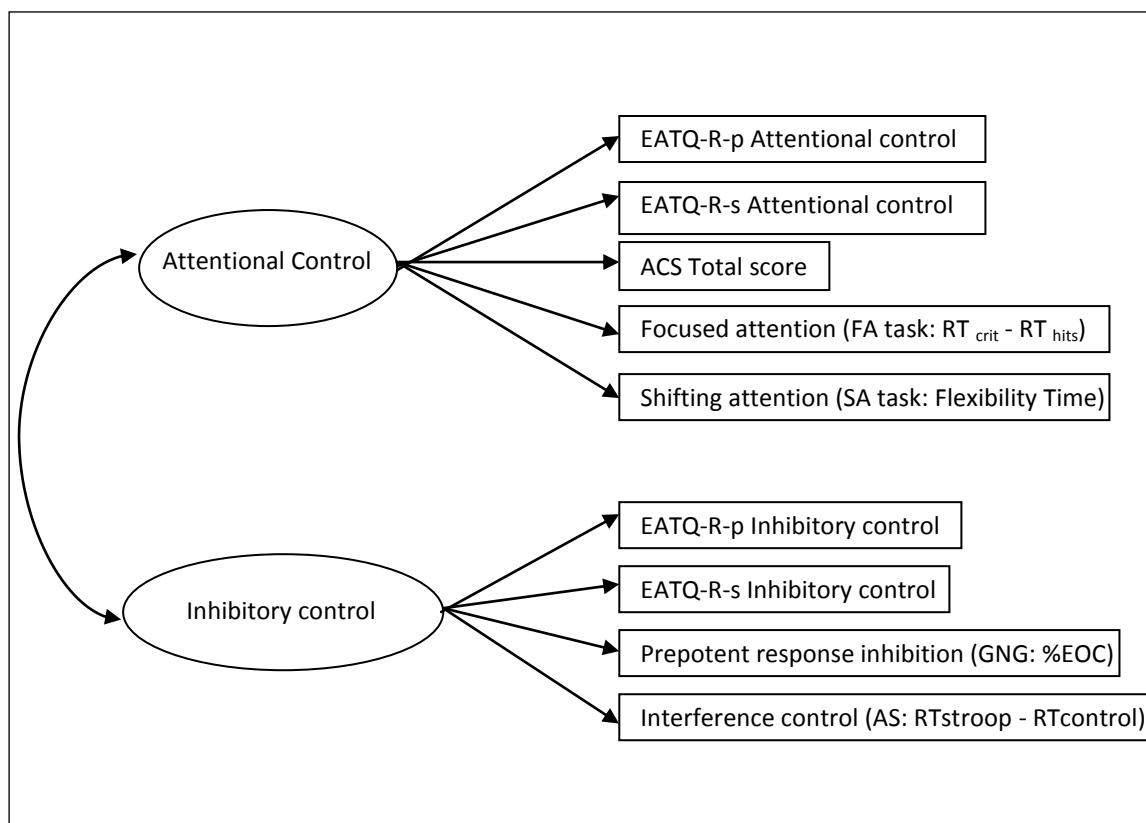 EATQ-R-p Attentional control
EATQ-R-s Attentional control
Attentional Control
ACS Total score
Focused attention (FA task: RT crit - RT hits)
Shifting attention (SA task: Flexibility Time)
EATQ-R-p Inhibitory control
EATQ-R-s Inhibitory control
Inhibitory control
Prepotent response inhibition (GNG: %EOC)
Interference control (AS: RTstroop - RTcontrol)